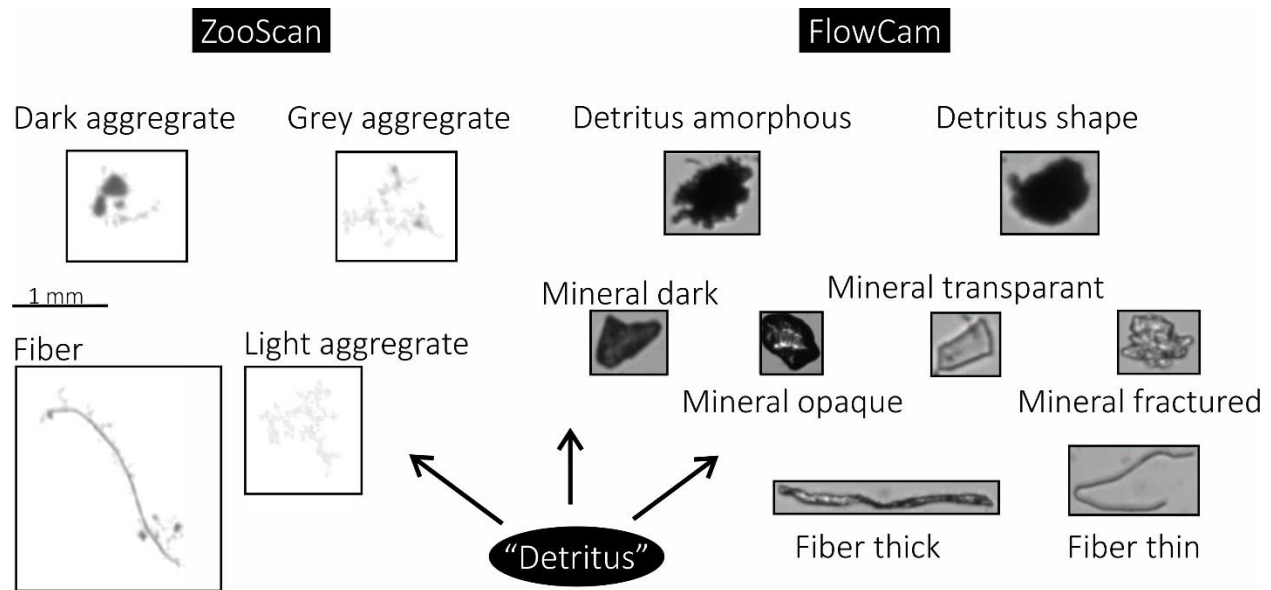 ZooScan
FlowCam
Dark aggregrate
Grey aggregrate
Detritus amorphous
Detritus shape
1 mm
Mineral dark
Mineral transparant
Fiber
Light aggregrate
Mineral opaque
Mineral fractured
"Detritus"
Fiber thick
Fiber thin